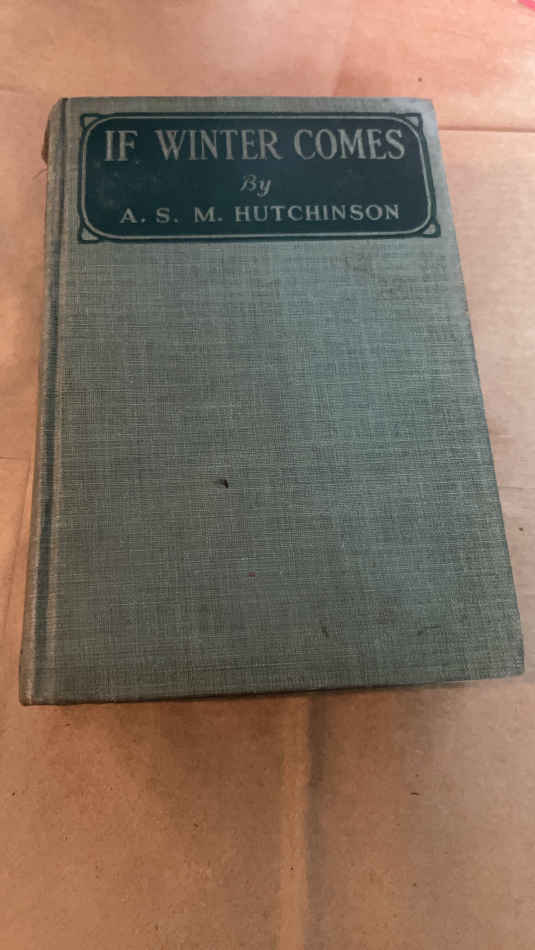 IF WINTER COMES
By
A. S. M. HUTCHINSON